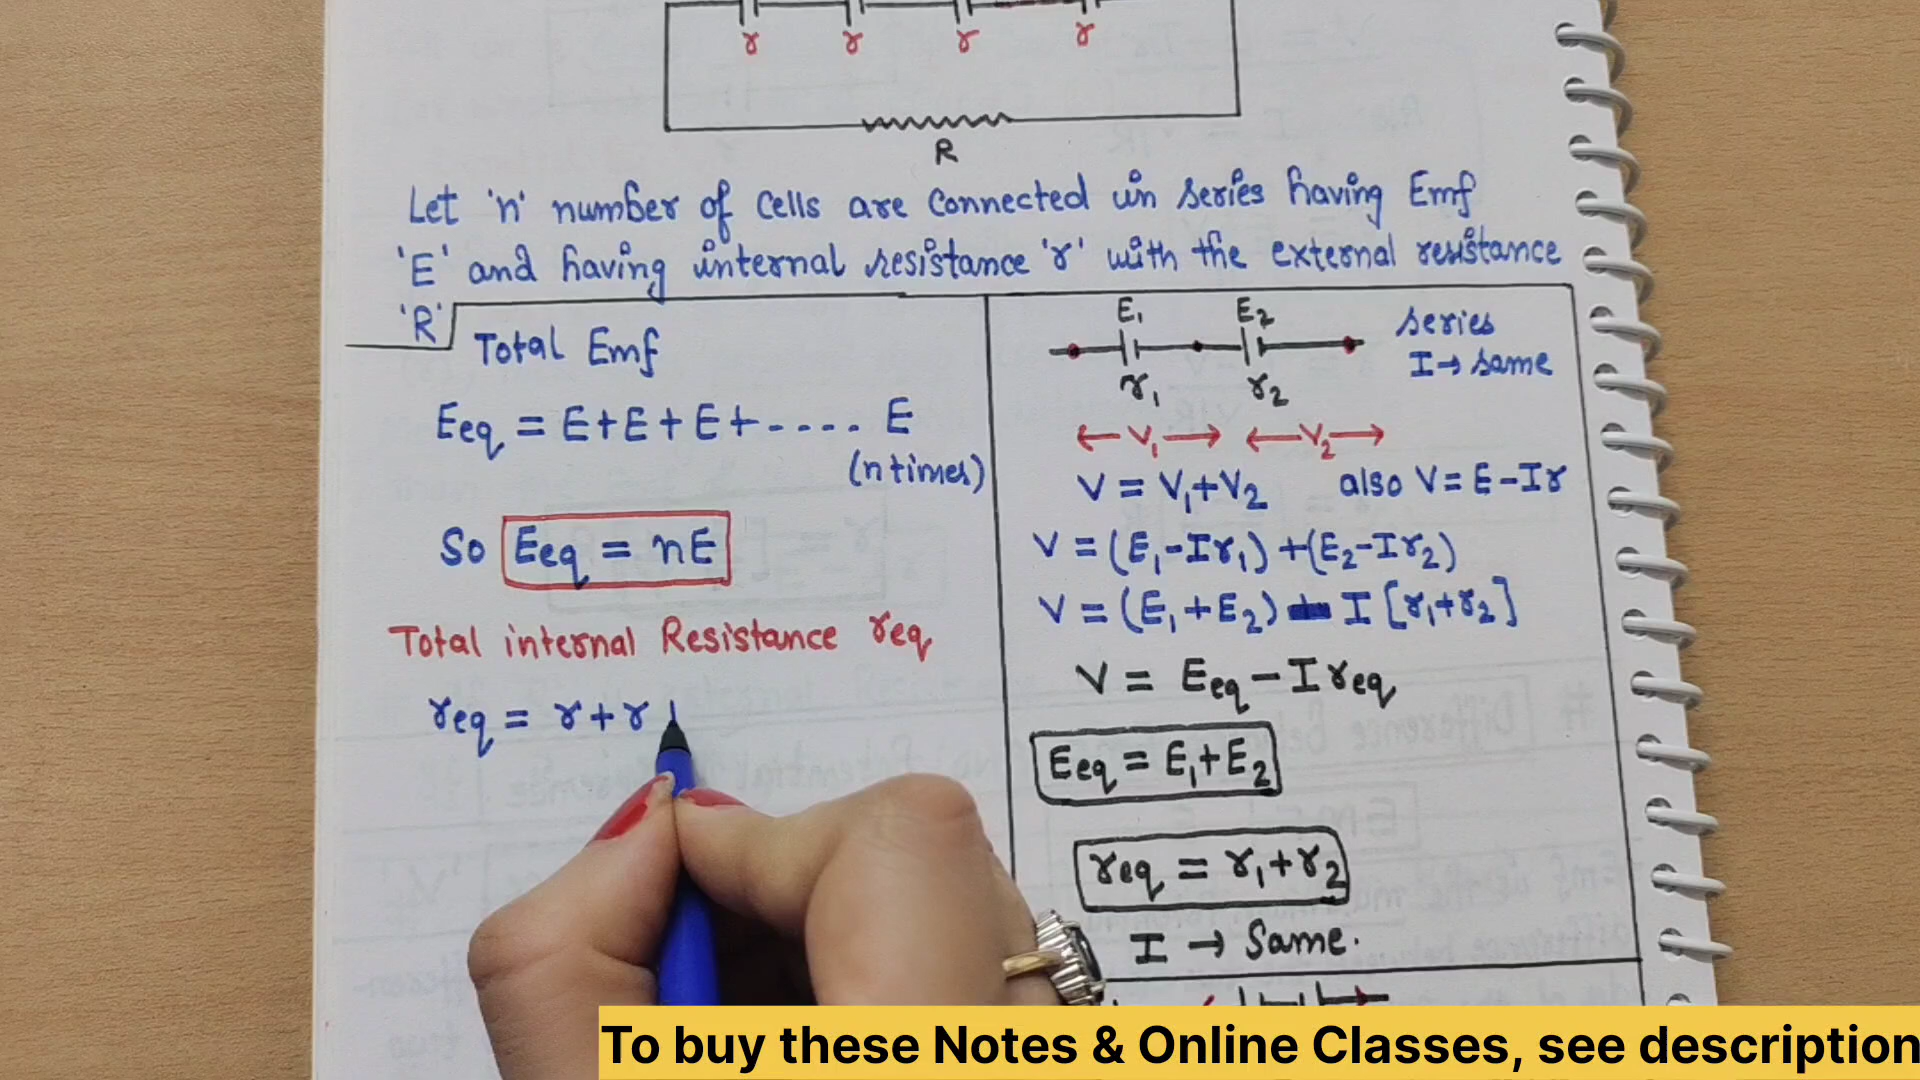 r r r r
R
Let 'n' number of cells are connected in series having Emf
'E' and having internal resistance 'r' with the external resistance
'R'
Total Emf
Eeq = E+E+E+---- E
(n times)
So Eeq = nE
Total internal Resistance req
req = r+r
E₁ E₂
r₁ r₂
series
I→ same
V₁ V₂
V = V₁+V₂ also V = E-Ir
V = (E₁-Ir₁) +(E₂-Ir₂)
V = (E₁+E₂) - I [r₁+r₂]
V = Eeq - I req
Eeq = E₁+E₂
req = r₁+r₂
I → Same.
To buy these Notes & Online Classes, see description